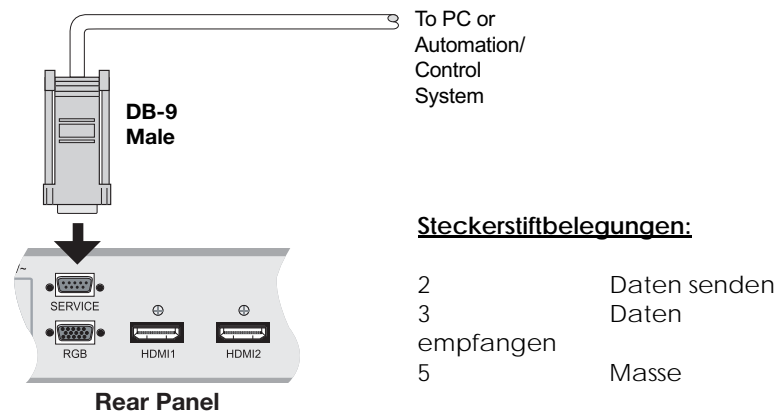 To PC or
Automation/
Control
System
DB-9
Male
Steckerstiftbelegungen:
2 Daten senden
3 Daten
empfangen
5 Masse
/~
SERVICE
RGB
HDMI1
HDMI2
Rear Panel